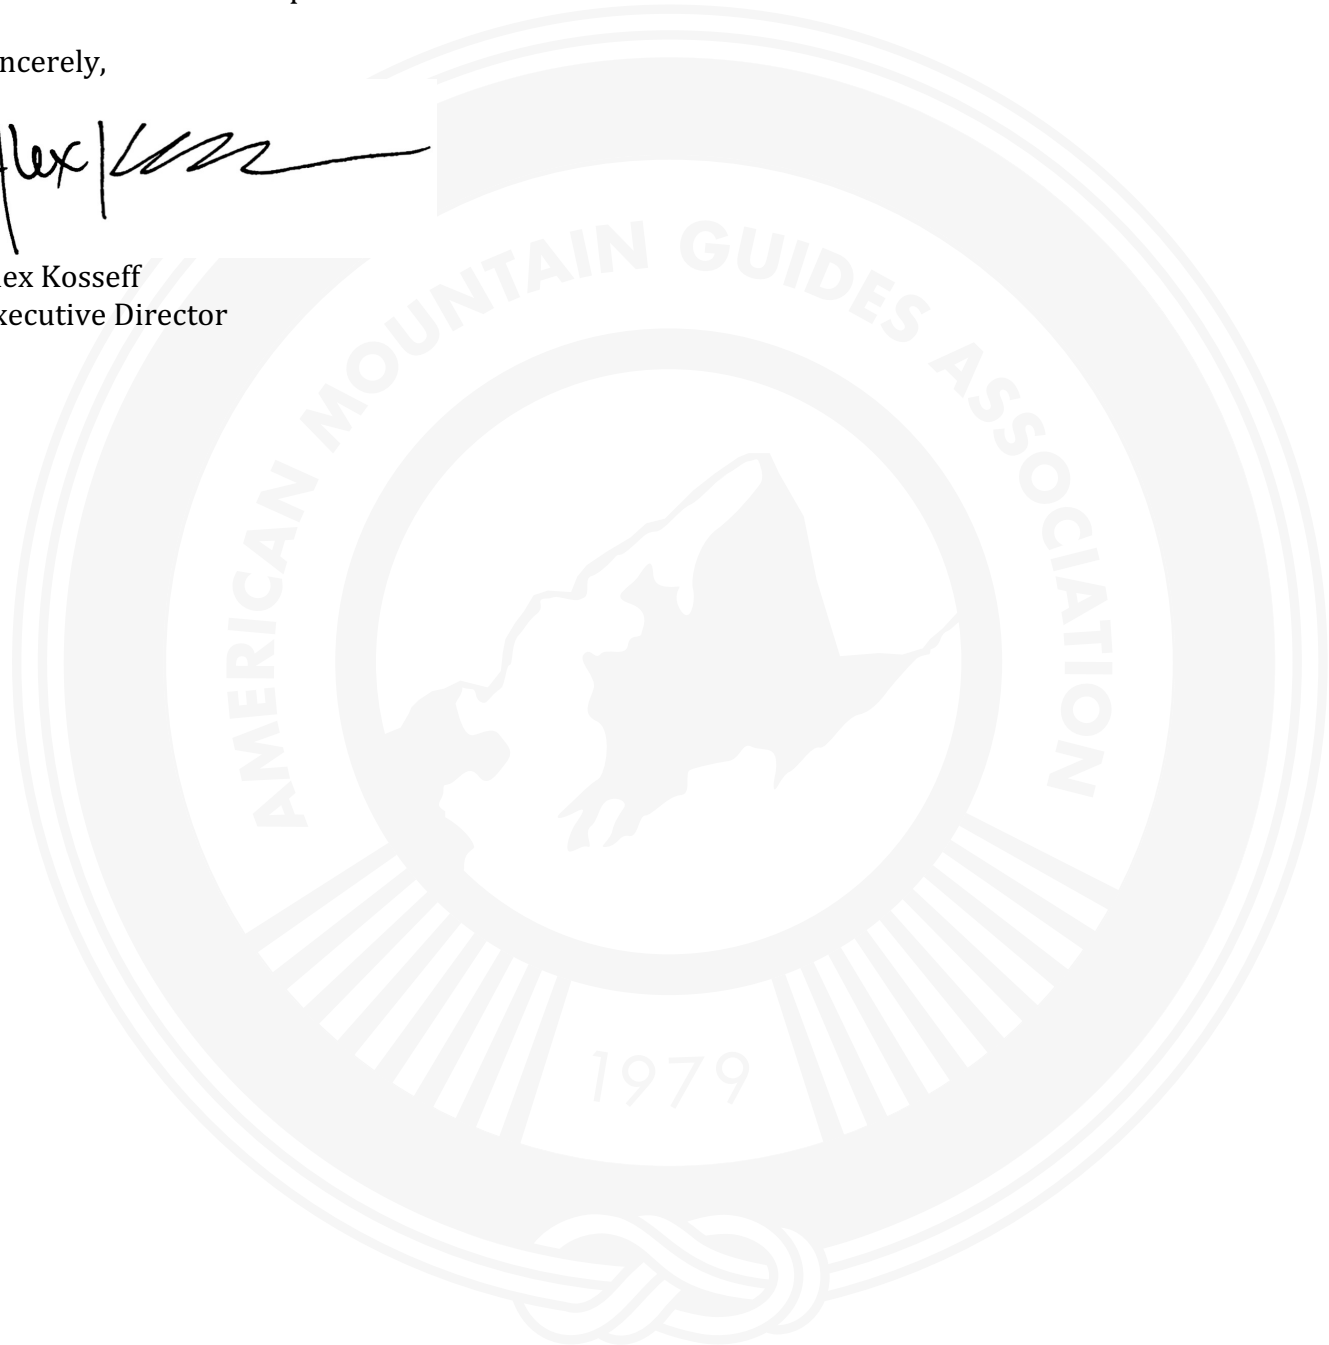 ncerely,
lex Kosseff
xecutive Director
AMERICAN MOUNTAIN GUIDES ASSOCIATION
1979